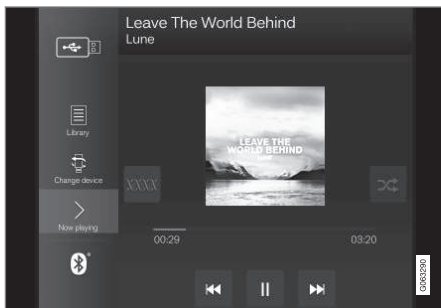 Leave The World Behind
Lune
Library
Change device
XXXX
Now playing
LEAVE THE
WORLD BEHIND
LUNE
00:29
03:20
G063290